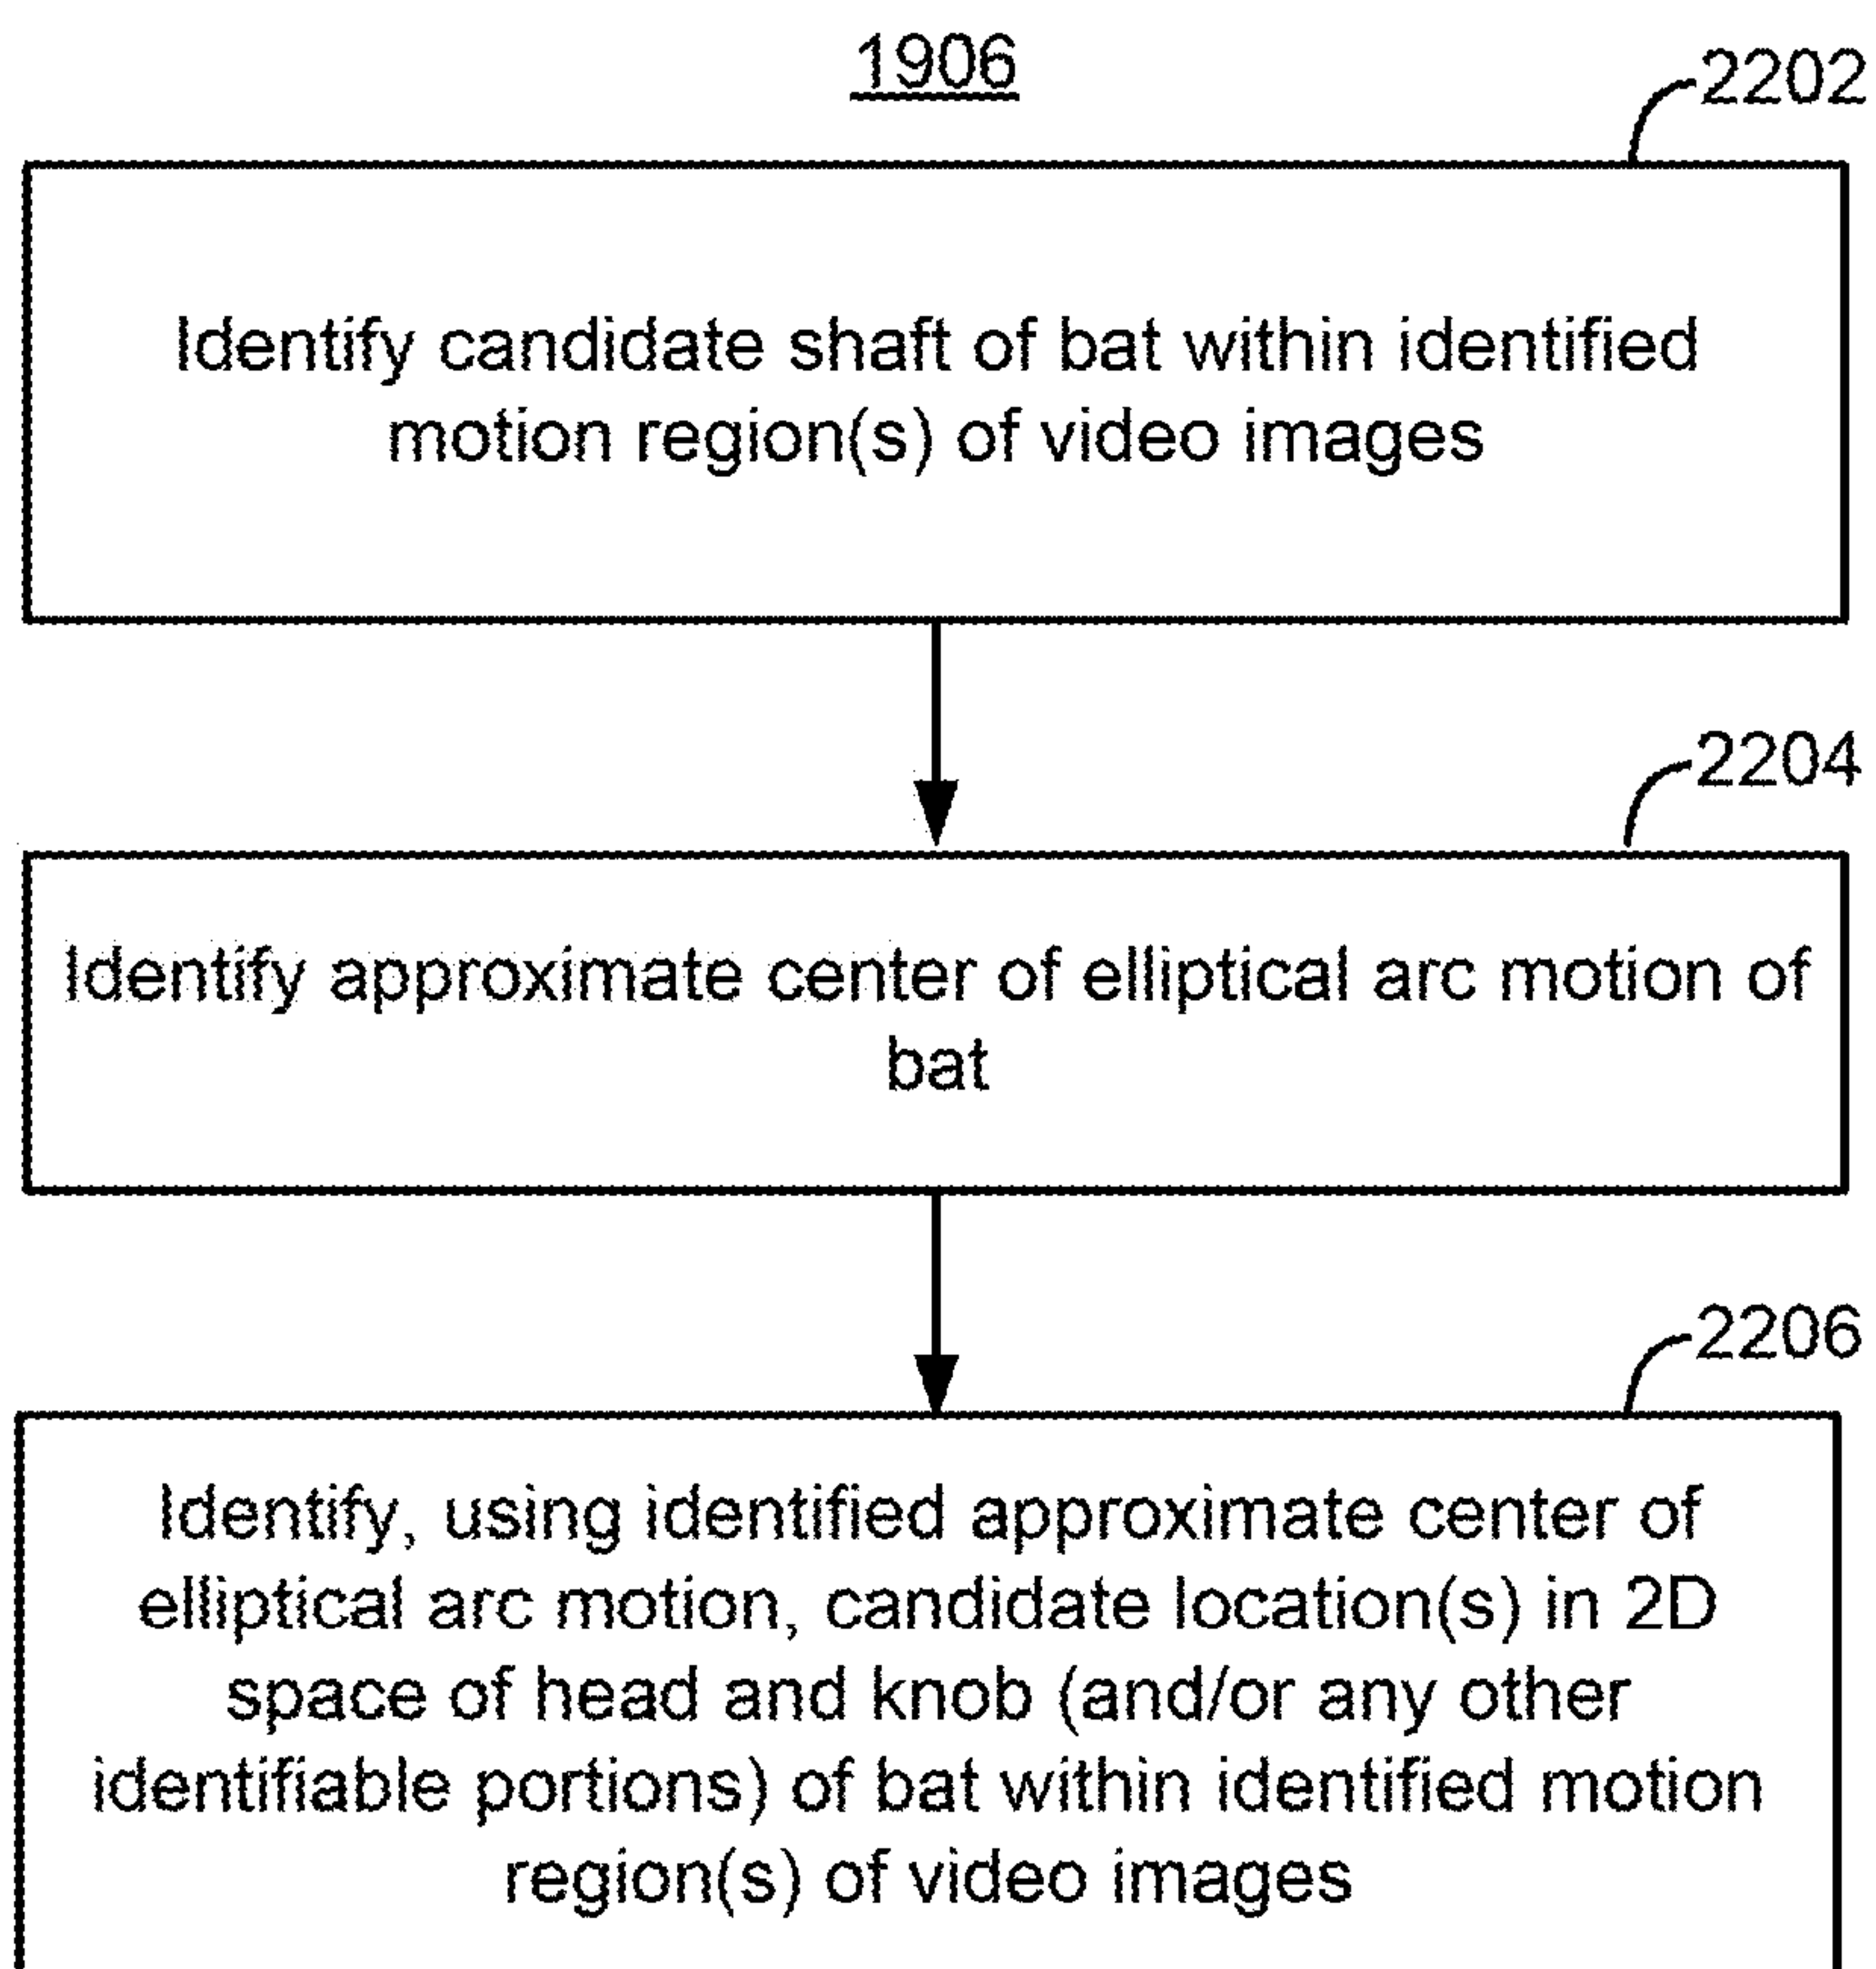 1906
2202
Identify candidate shaft of bat within identified
motion region(s) of video images
2204
Identify approximate center of elliptical arc motion of
bat
2206
Identify, using identified approximate center of
elliptical arc motion, candidate location(s) in 2D
space of head and knob (and/or any other
identifiable portions) of bat within identified motion
region(s) of video images